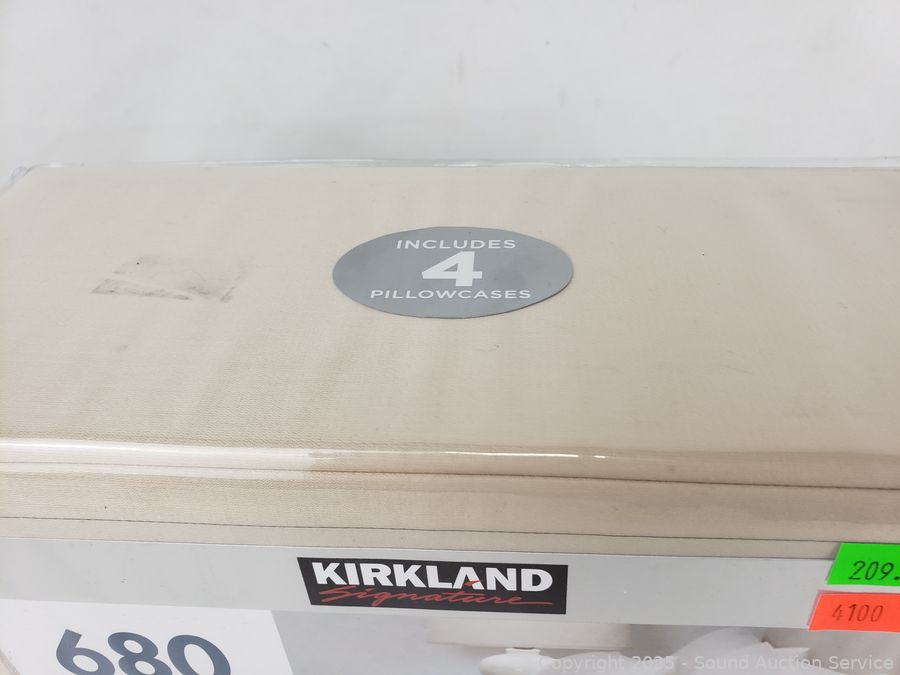 INCLUDES
4
PILLOWCASES
KIRKLAND
Signature
209.
4100
680
Copyright © 2025 - Sound Auction Service